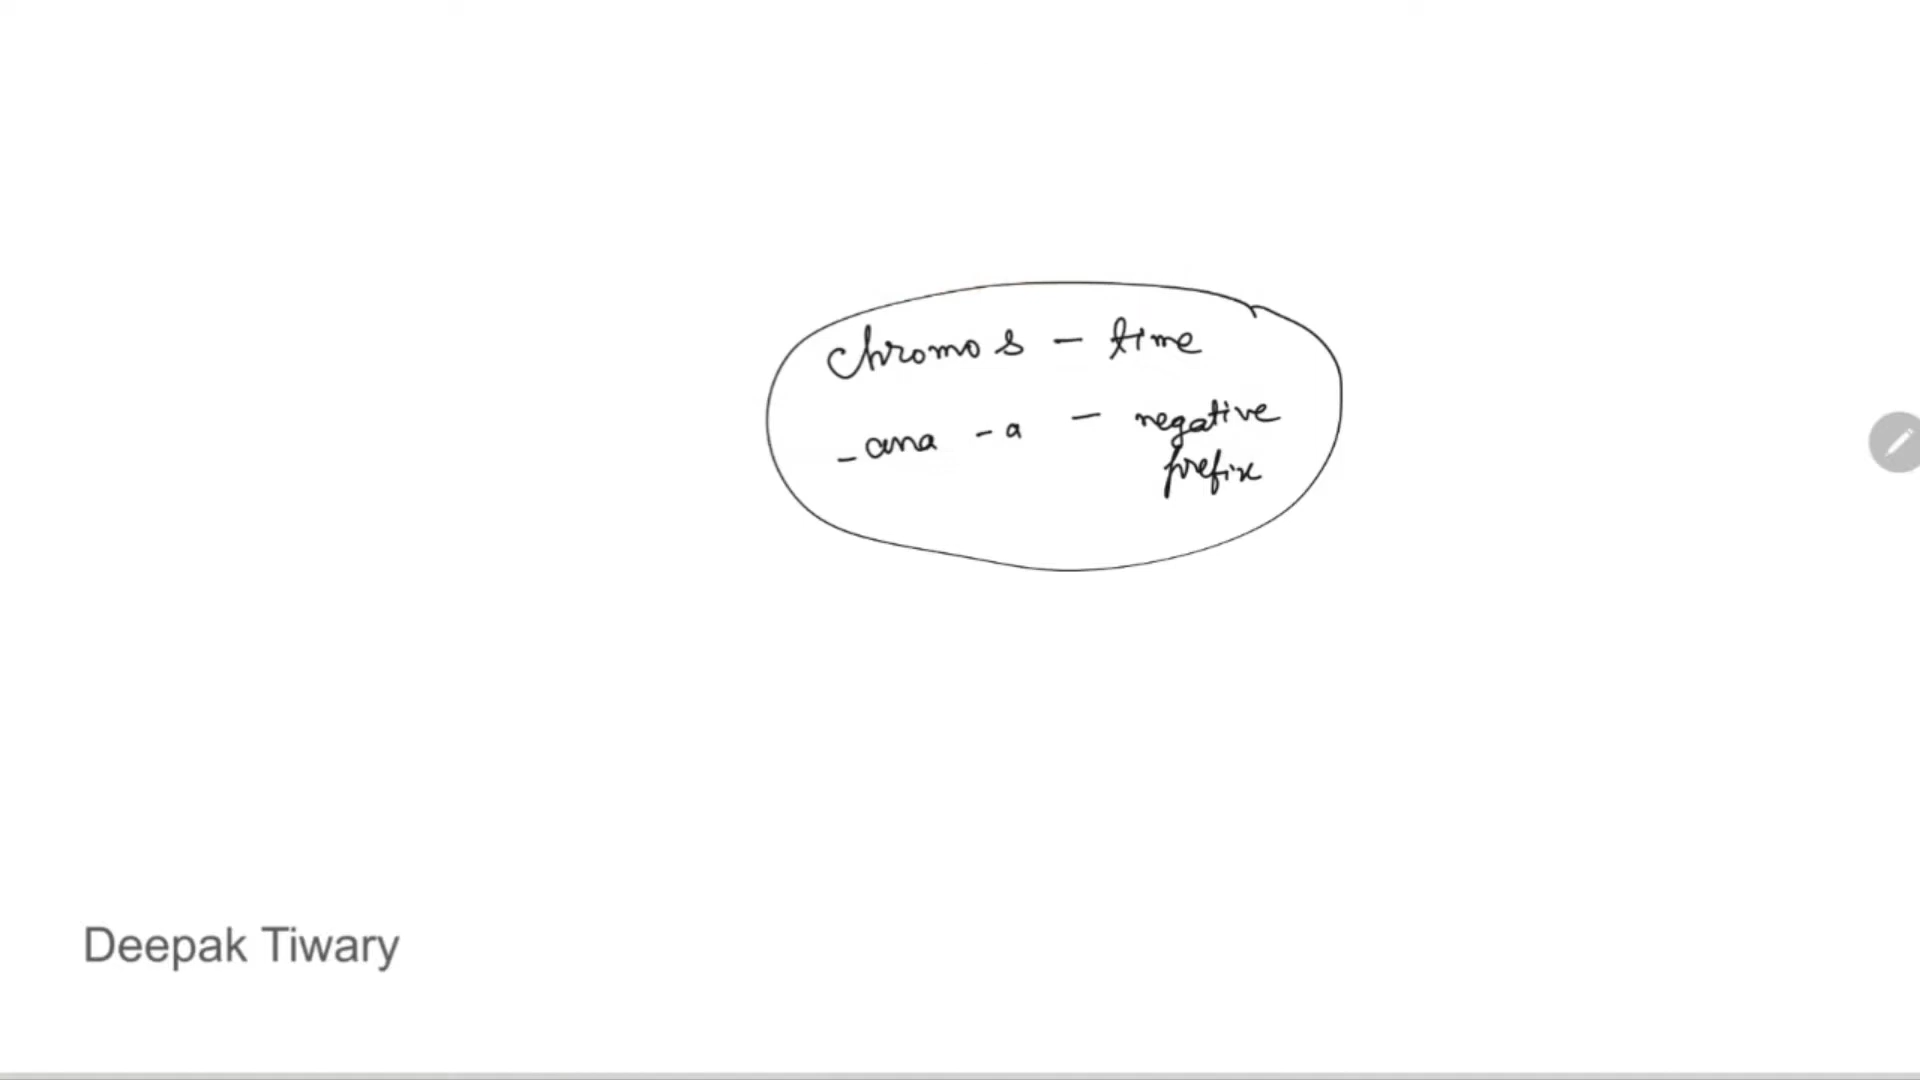 chromos - time
- ana - a - negative
prefix
Deepak Tiwary